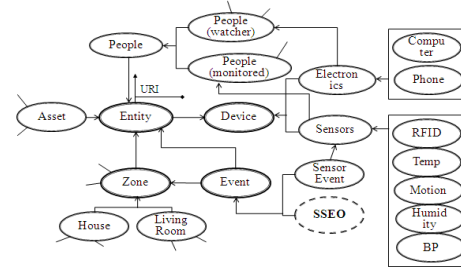 People
(watcher)
People
People
(monitored)
Compu
ter
Phone
URI
Electron
ics
Asset
Entity
Device
Sensors
RFID
Temp
Motion
Humid
ity
BP
Sensor
Event
Zone
Event
SSEO
House
Living
Room